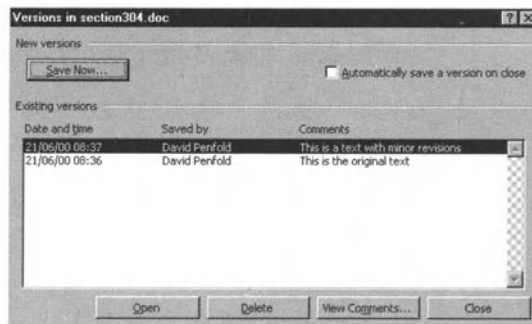 Versions in section304.doc
New versions
Save Now...
Automatically save a version on close
Existing versions
Date and time Saved by Comments
21/06/00 08:37 David Penfold This is a text with minor revisions
21/06/00 08:36 David Penfold This is the original text
Open Delete View Comments... Close